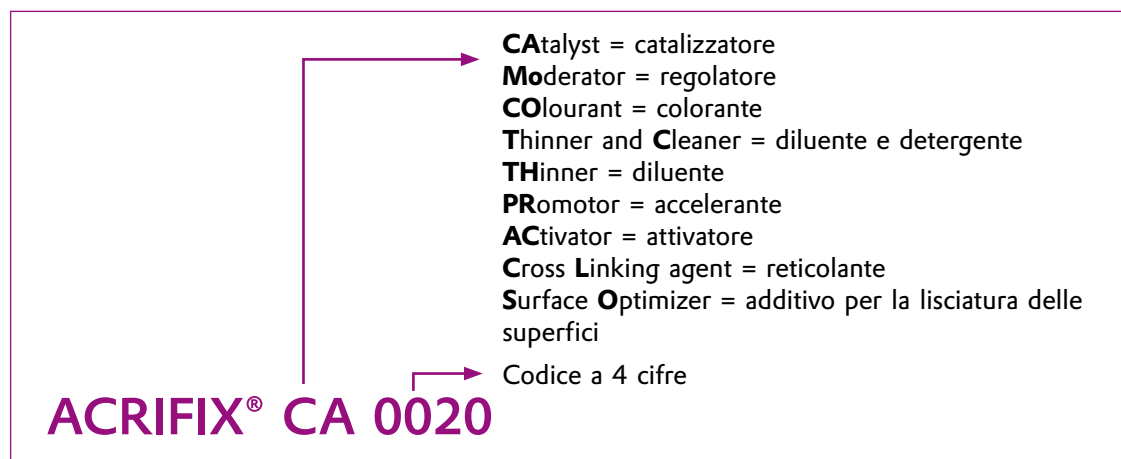 CAtalyst = catalizzatore
Moderator = regolatore
COlourant = colorante
Thinner and Cleaner = diluente e detergente
THinner = diluente
PRomotor = accelerante
ACtivator = attivatore
Cross Linking agent = reticolante
Surface Optimizer = additivo per la lisciatura delle
superfici
Codice a 4 cifre
ACRIFIX® CA 0020